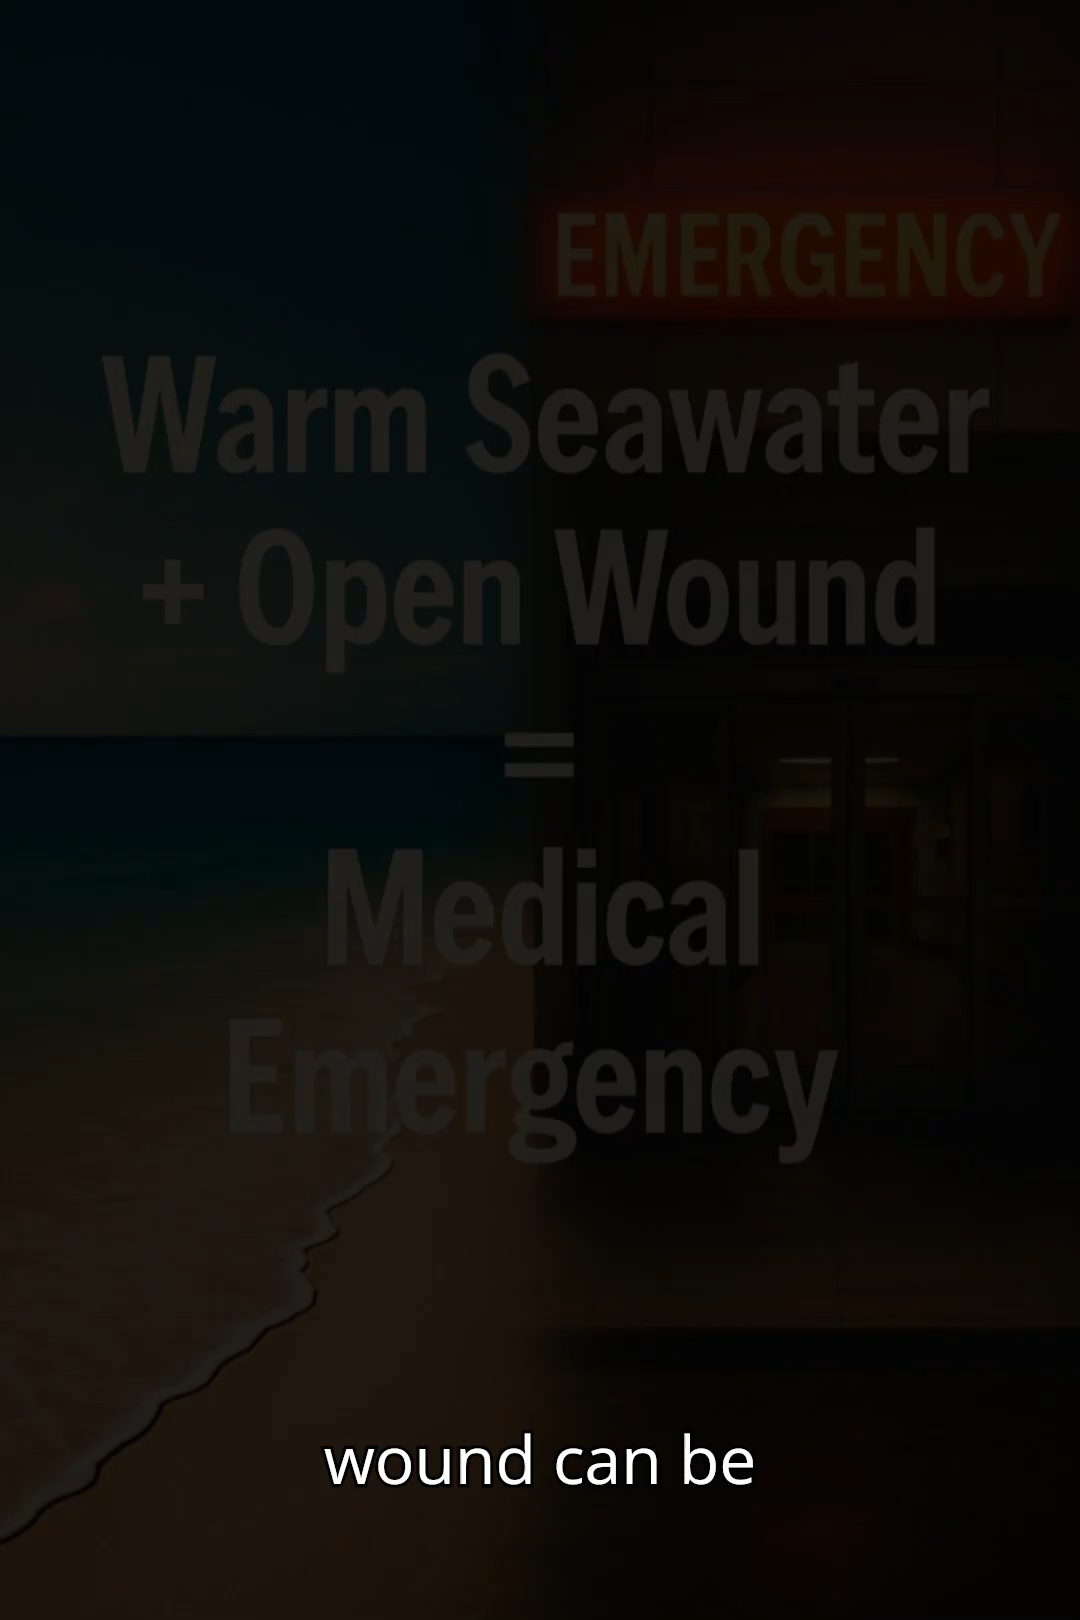 EMERGENCY
Warm Seawater
+ Open Wound
=
Medical
Emergency
wound can be